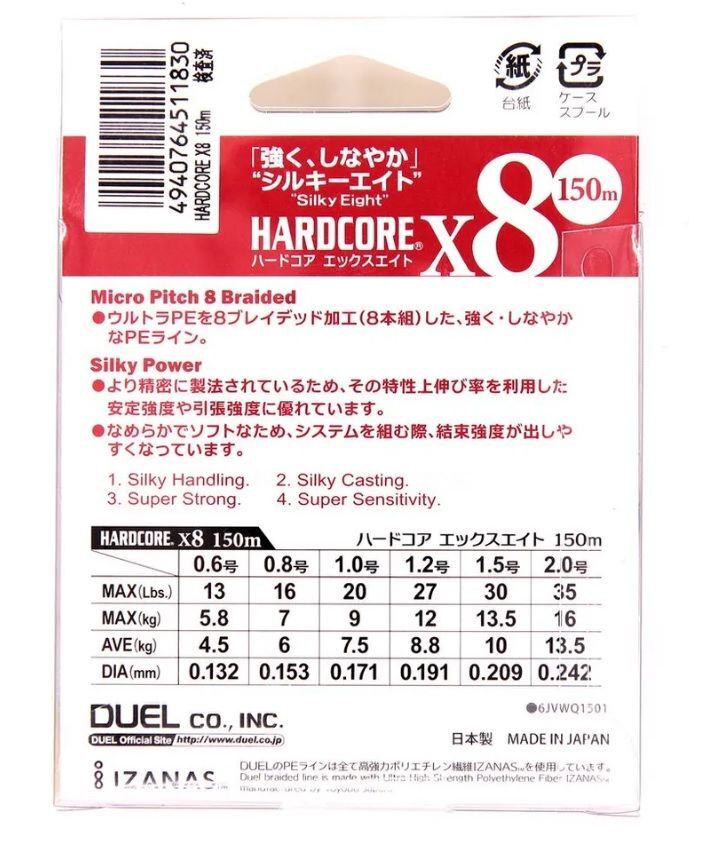 4940764511830
検査済
HARDCORE X8 150m
紙
台紙
プラ
ケース
スプール
「強く、しなやか」
“シルキーエイト”
"Silky Eight"
HARDCORE® X8
150m
ハードコア エックスエイト
Micro Pitch 8 Braided
●ウルトラPEを8ブレイデッド加工(8本組)した、強く・しなやか
なPEライン。
Silky Power
●より精密に製法されているため、その特性上伸び率を利用した
安定強度や引張強度に優れています。
●なめらかでソフトなため、システムを組む際、結束強度が出しや
すくなっています。
1. Silky Handling. 2. Silky Casting.
3. Super Strong. 4. Super Sensitivity.
HARDCORE® X8 150m ハードコア エックスエイト 150m
0.6号 0.8号 1.0号 1.2号 1.5号 2.0号
MAX(Lbs.) 13 16 20 27 30 35
MAX(kg) 5.8 7 9 12 13.5 16
AVE(kg) 4.5 6 7.5 8.8 10 13.5
DIA(mm) 0.132 0.153 0.171 0.191 0.209 0.242
●6JVWQ1501
DUEL CO., INC.
DUEL Official Site http://www.duel.co.jp
日本製 MADE IN JAPAN
IZANAS™
DUELのPEラインは全て高強力ポリエチレン繊維IZANAS™を使用しています。
Duel braided line is made with Ultra High Strength Polyethylene Fiber IZANAS™